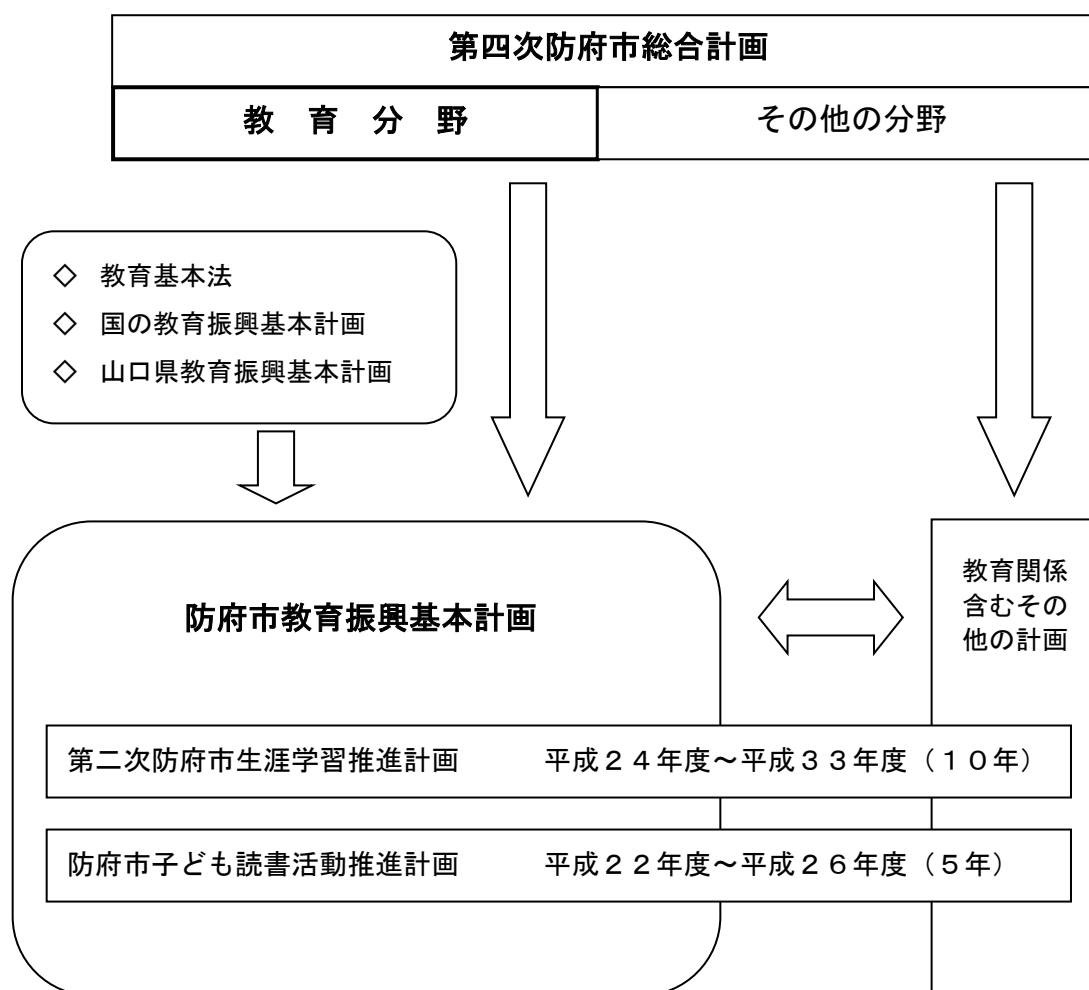 第四次防府市総合計画
教 育 分 野
その他の分野
◇ 教育基本法
◇ 国の教育振興基本計画
◇ 山口県教育振興基本計画
防府市教育振興基本計画
教育関係
含むその
他の計画
第二次防府市生涯学習推進計画 平成２４年度～平成３３年度（１０年）
防府市子ども読書活動推進計画 平成２２年度～平成２６年度（５年）